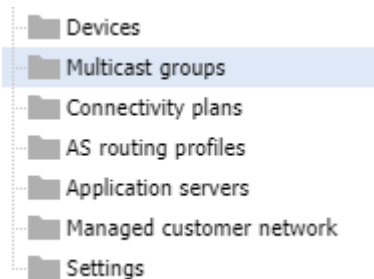 Devices
Multicast groups
Connectivity plans
AS routing profiles
Application servers
Managed customer network
Settings